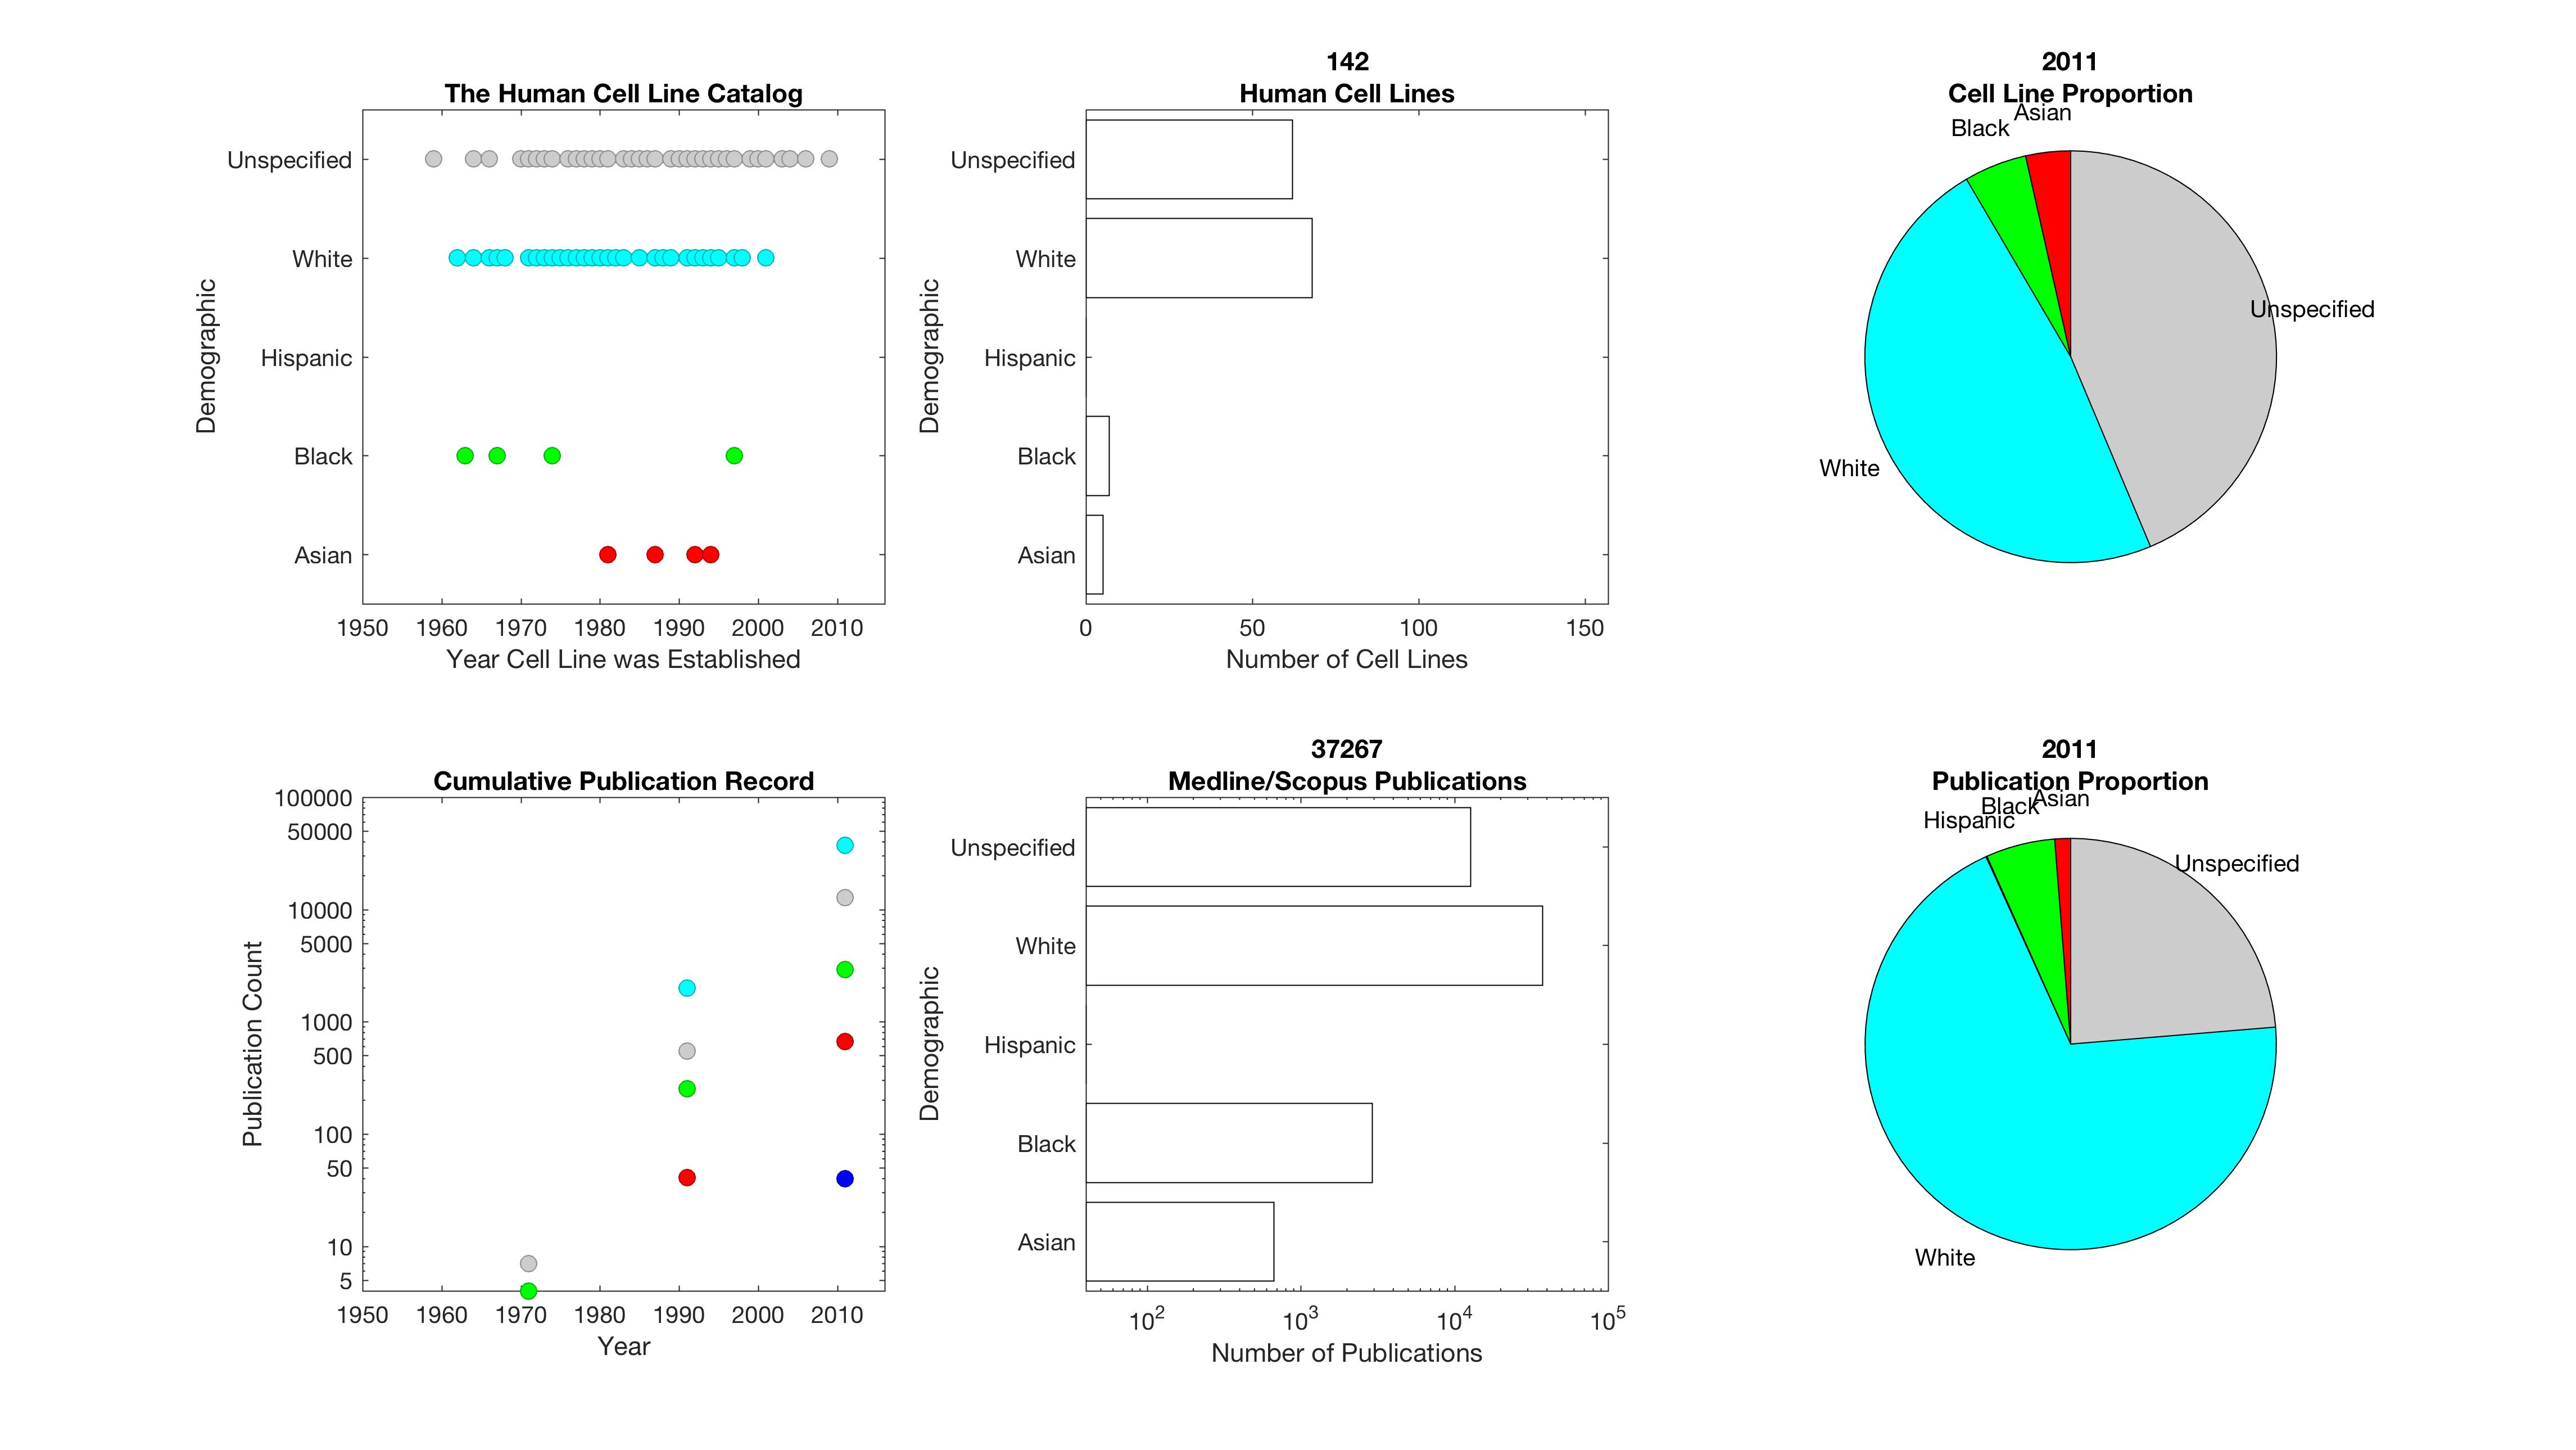 The Human Cell Line Catalog
Unspecified
White
Hispanic
Black
Asian
Demographic
1950 1960 1970 1980 1990 2000 2010
Year Cell Line was Established
142
Human Cell Lines
Unspecified
White
Hispanic
Black
Asian
Demographic
0 50 100 150
Number of Cell Lines
2011
Cell Line Proportion
Asian
Black
Unspecified
White
Cumulative Publication Record
100000
50000
10000
5000
1000
500
100
50
10
5
Publication Count
1950 1960 1970 1980 1990 2000 2010
Year
37267
Medline/Scopus Publications
Unspecified
White
Hispanic
Black
Asian
Demographic
10^2 10^3 10^4 10^5
Number of Publications
2011
Publication Proportion
Asian
Black
Hispanic
Unspecified
White